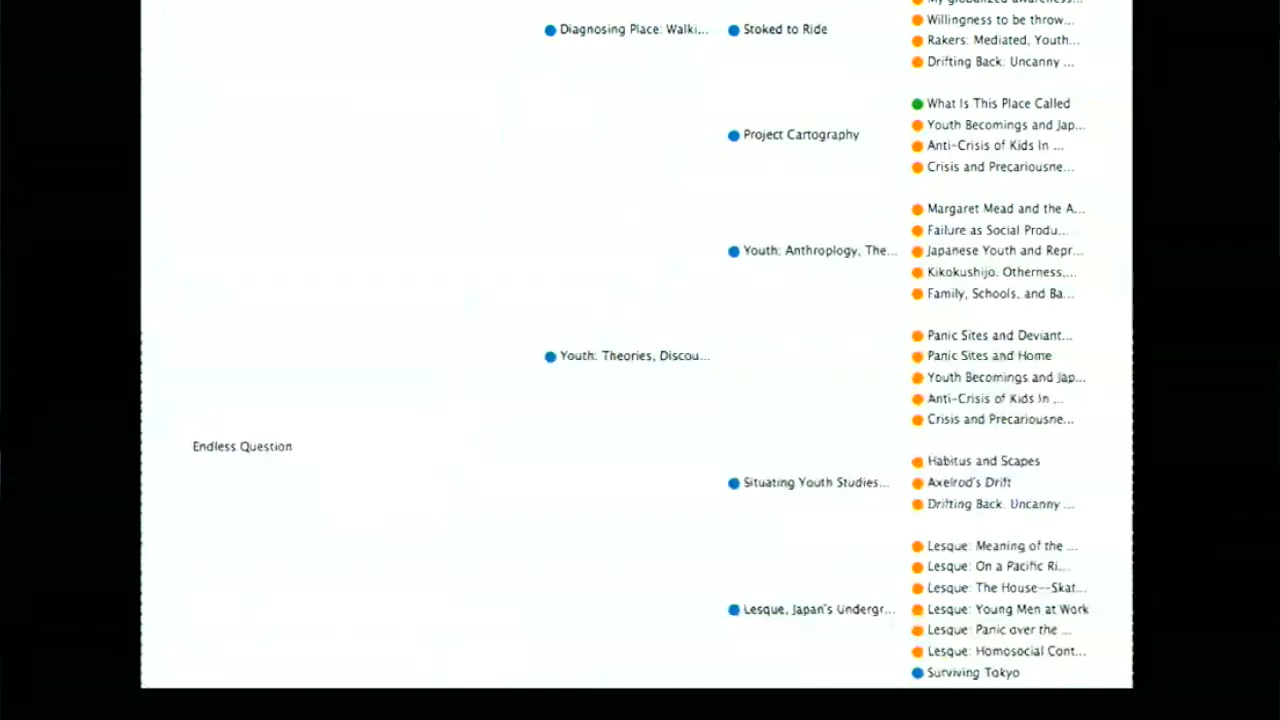 My globalized awareness...
Diagnosing Place: Walki...
Stoked to Ride
Willingness to be throw...
Rakers: Mediated, Youth...
Drifting Back: Uncanny ...
What Is This Place Called
Project Cartography
Youth Becomings and Jap...
Anti-Crisis of Kids In ...
Crisis and Precariousne...
Margaret Mead and the A...
Failure as Social Produ...
Youth: Anthroplogy, The...
Japanese Youth and Repr...
Kikokushijo: Otherness,...
Family, Schools, and Ba...
Panic Sites and Deviant...
Youth: Theories, Discou...
Panic Sites and Home
Youth Becomings and Jap...
Anti-Crisis of Kids In ...
Crisis and Precariousne...
Endless Question
Habitus and Scapes
Situating Youth Studies...
Axelrod's Drift
Drifting Back: Uncanny ...
Lesque: Meaning of the ...
Lesque: On a Pacific Ri...
Lesque: The House--Skat...
Lesque, Japan's Undergr...
Lesque: Young Men at Work
Lesque: Panic over the ...
Lesque: Homosocial Cont...
Surviving Tokyo